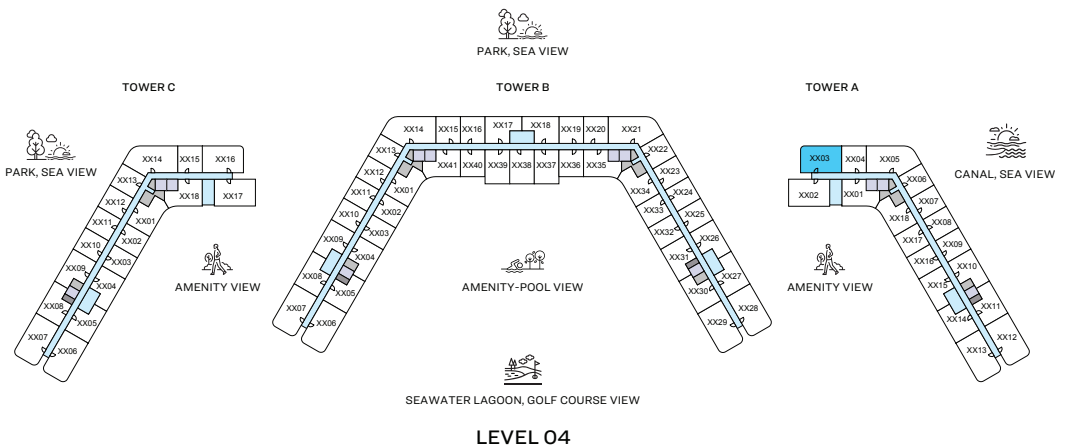 PARK, SEA VIEW
TOWER C
TOWER B
TOWER A
PARK, SEA VIEW
CANAL, SEA VIEW
XX14
XX15
XX16
XX13
XX12
XX11
XX10
XX09
XX08
XX07
XX06
XX05
XX04
XX03
XX02
XX01
XX18
XX17
XX14
XX15
XX16
XX17
XX18
XX19
XX20
XX21
XX13
XX12
XX11
XX10
XX09
XX08
XX07
XX06
XX05
XX04
XX03
XX02
XX01
XX41
XX40
XX39
XX38
XX37
XX36
XX35
XX22
XX23
XX24
XX25
XX26
XX27
XX28
XX29
XX30
XX31
XX32
XX33
XX34
XX03
XX04
XX05
XX02
XX01
XX06
XX07
XX08
XX09
XX10
XX11
XX12
XX13
XX14
XX15
XX16
XX17
XX18
AMENITY VIEW
AMENITY-POOL VIEW
AMENITY VIEW
SEAWATER LAGOON, GOLF COURSE VIEW
LEVEL 04